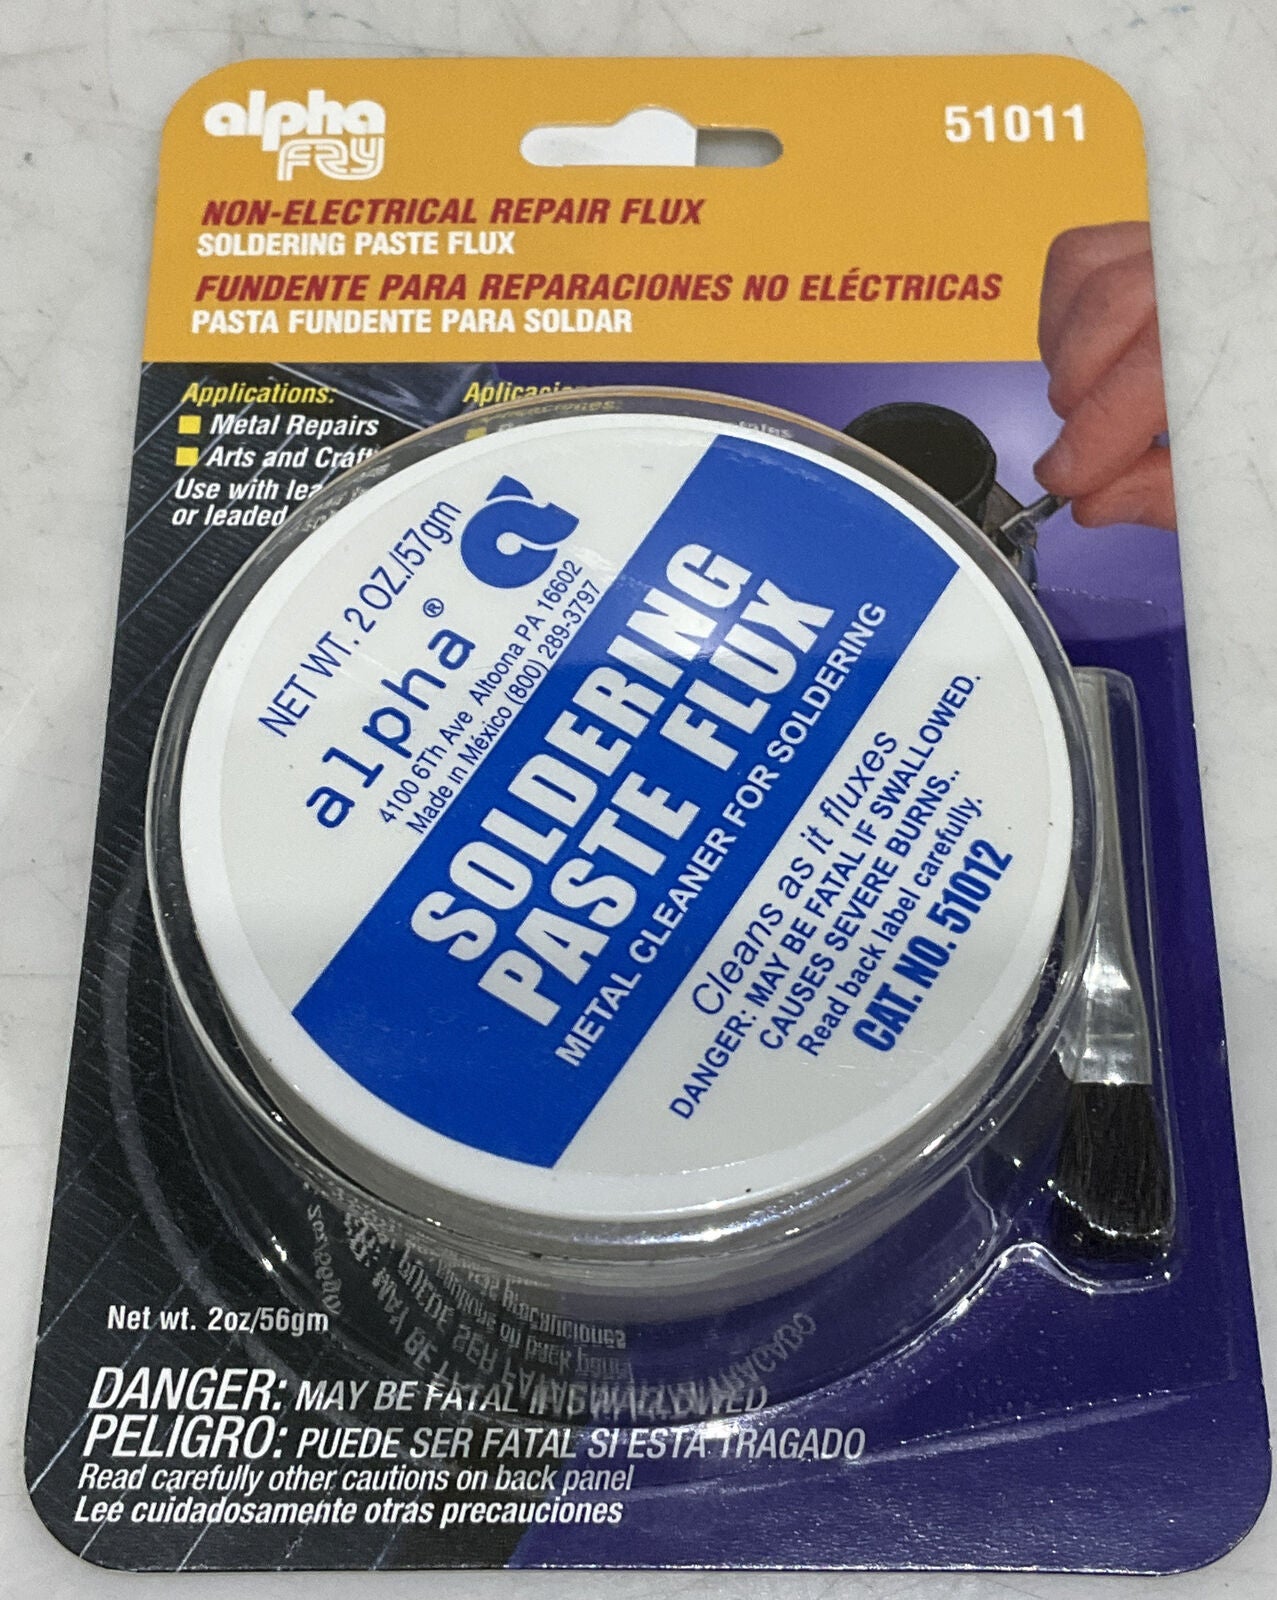 alpha
FRY
51011
NON-ELECTRICAL REPAIR FLUX
SOLDERING PASTE FLUX
FUNDENTE PARA REPARACIONES NO ELÉCTRICAS
PASTA FUNDENTE PARA SOLDAR
Applications:
Metal Repairs
Arts and
Use with
or leaded
NET WT. 2 OZ./57gm
alpha®
4100 6Th Ave Altoona PA 16602
Made in México (800) 289-3797
SOLDERING
PASTE FLUX
METAL CLEANER FOR SOLDERING
Cleans as it fluxes
DANGER: MAY BE FATAL IF SWALLOWED.
CAUSES SEVERE BURNS..
Read back label carefully.
CAT. NO. 51012
Net wt. 2oz/56gm
DANGER: MAY BE FATAL IF SWALLOWED
PELIGRO: PUEDE SER FATAL SI ESTA TRAGADO
Read carefully other cautions on back panel
Lee cuidadosamente otras precauciones